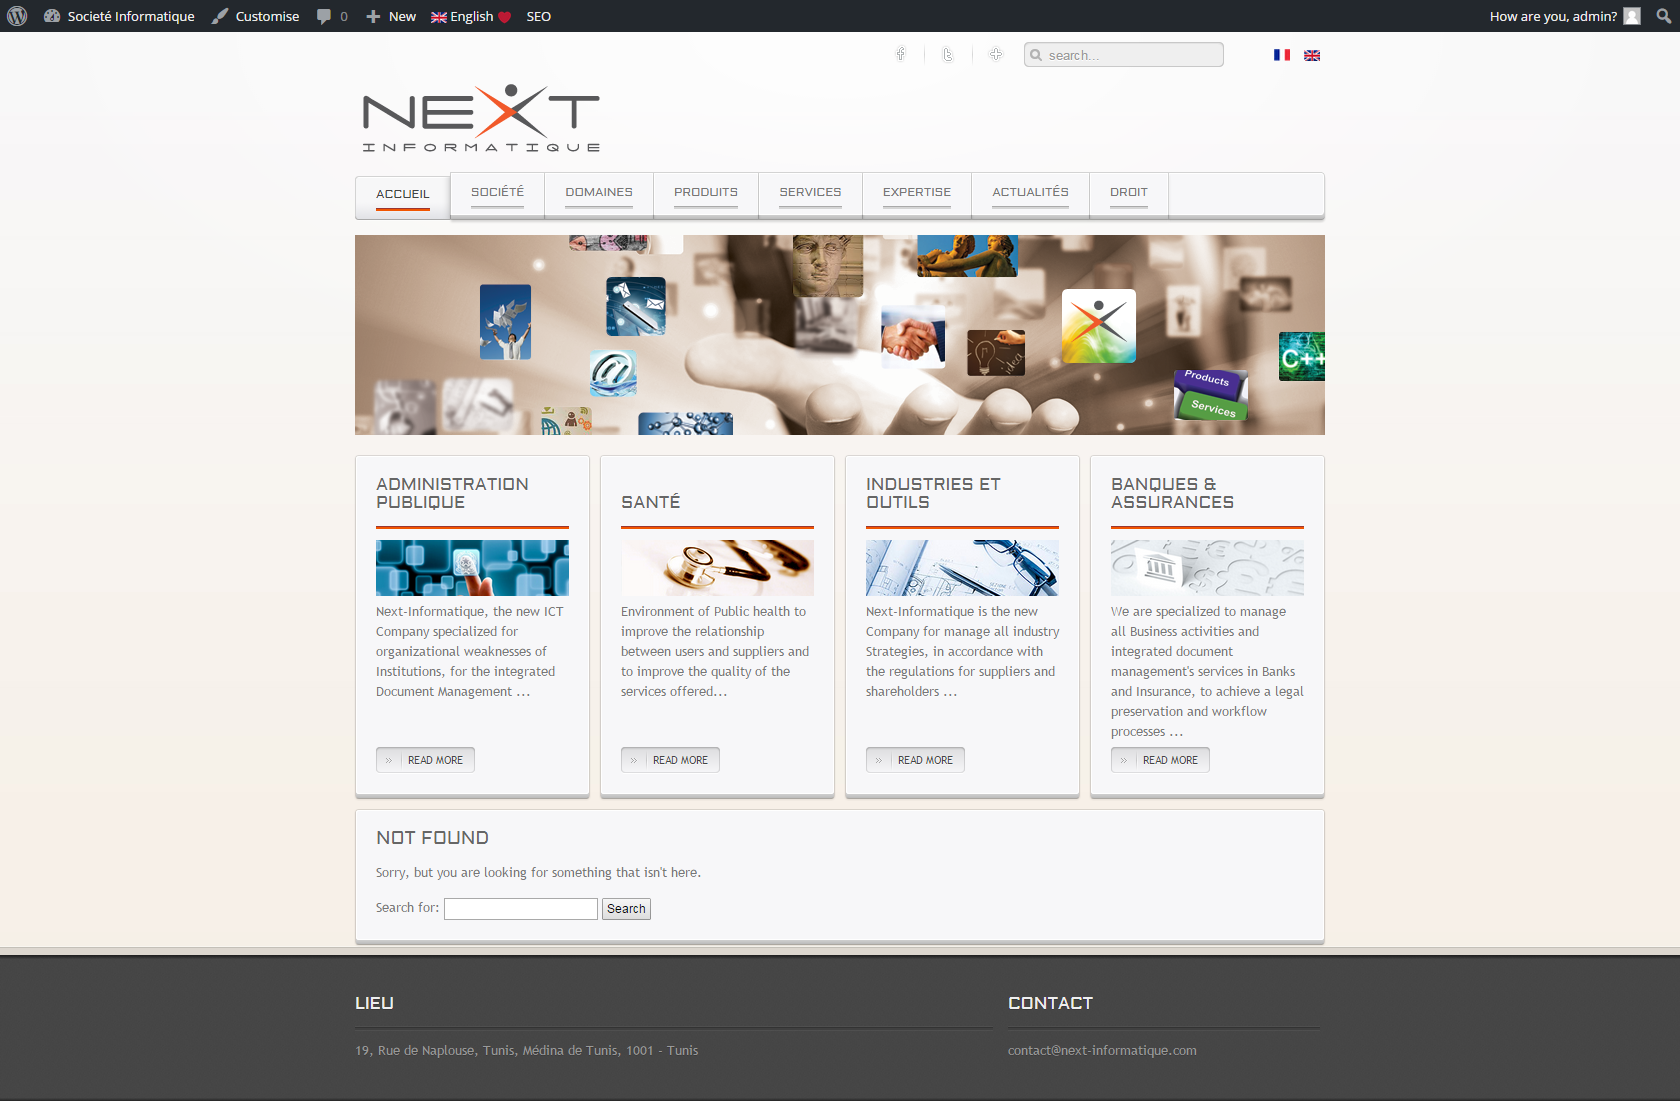 Societé Informatique Customise 0 New English SEO How are you, admin?
search...
NEXT
INFORMATIQUE
ACCUEIL SOCIÉTÉ DOMAINES PRODUITS SERVICES EXPERTISE ACTUALITÉS DROIT
idea
C++
Products
Services
ADMINISTRATION
PUBLIQUE
Next-Informatique, the new ICT
Company specialized for
organizational weaknesses of
Institutions, for the integrated
Document Management ...
READ MORE
SANTÉ
Environment of Public health to
improve the relationship
between users and suppliers and
to improve the quality of the
services offered...
READ MORE
INDUSTRIES ET
OUTILS
Next-Informatique is the new
Company for manage all industry
Strategies, in accordance with
the regulations for suppliers and
shareholders ...
READ MORE
BANQUES &
ASSURANCES
We are specialized to manage
all Business activities and
integrated document
management's services in Banks
and Insurance, to achieve a legal
preservation and workflow
processes ...
READ MORE
NOT FOUND
Sorry, but you are looking for something that isn't here.
Search for: Search
LIEU
19, Rue de Naplouse, Tunis, Médina de Tunis, 1001 - Tunis
CONTACT
contact@next-informatique.com